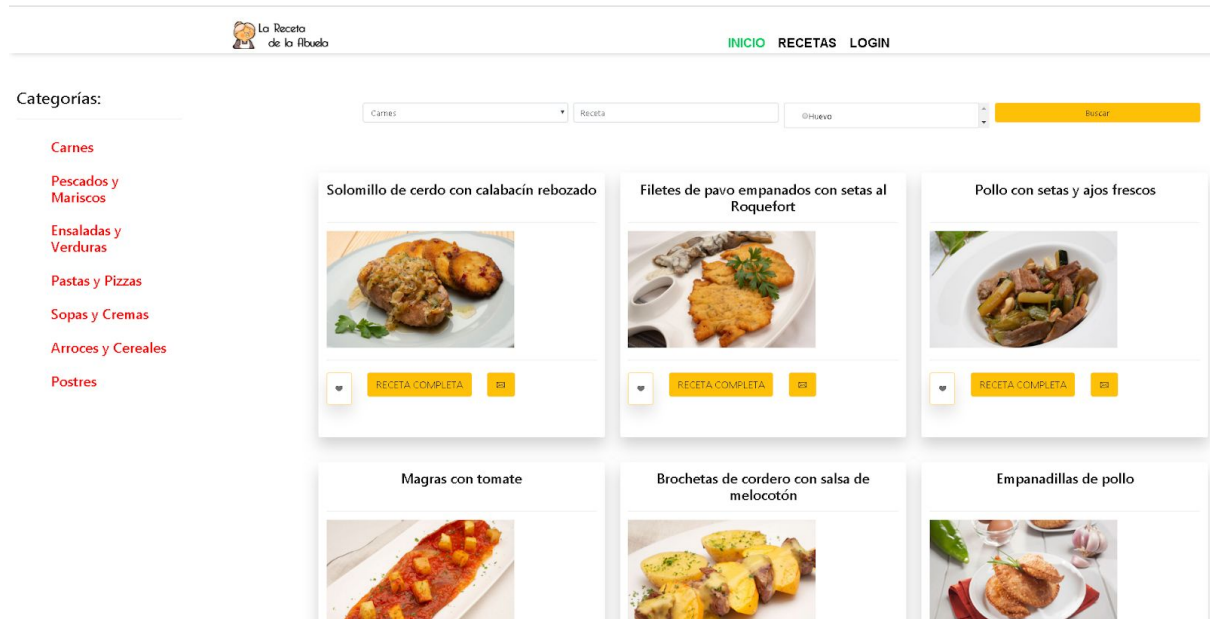 La Receta
de la Abuela
INICIO RECETAS LOGIN
Categorías:
Carnes
Pescados y
Mariscos
Ensaladas y
Verduras
Pastas y Pizzas
Sopas y Cremas
Arroces y Cereales
Postres
Carnes
Receta
Huevo
Buscar
Solomillo de cerdo con calabacín rebozado
RECETA COMPLETA
Filetes de pavo empanados con setas al
Roquefort
RECETA COMPLETA
Pollo con setas y ajos frescos
RECETA COMPLETA
Magras con tomate
Brochetas de cordero con salsa de
melocotón
Empanadillas de pollo